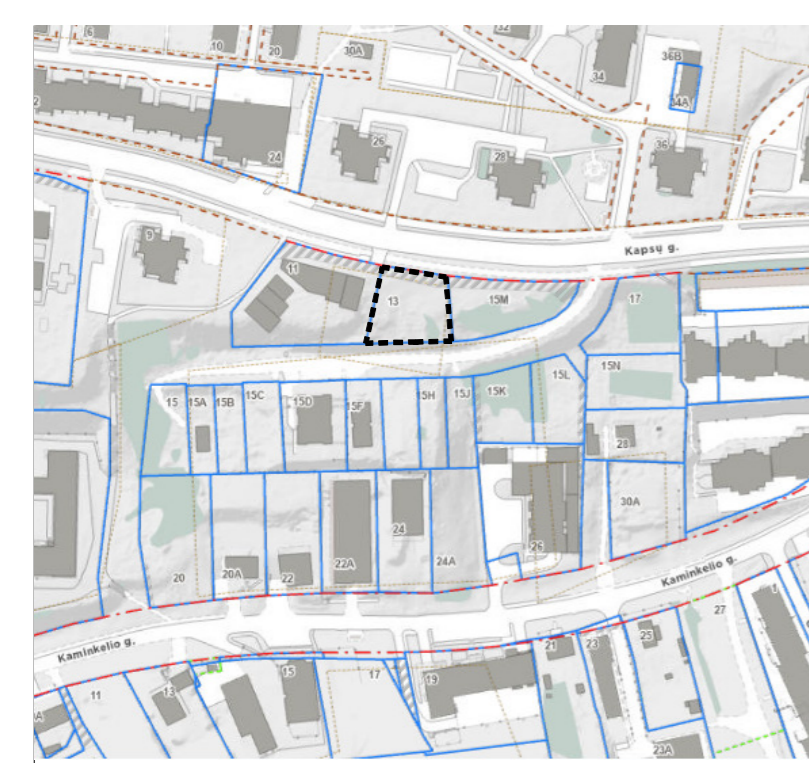 32
6
10
20
30A
36B
34
34A
2
26
36
24
28
9
Kapsų g.
11
13
15M
17
15L
15N
15
15A
15B
15C
15D
15F
15H
15J
15K
28
30A
24
26
22A
24A
20
20A
22
Kaminkelio g.
27
1
25
21
23
Kaminkelio g.
15
17
19
11
13
A
23A